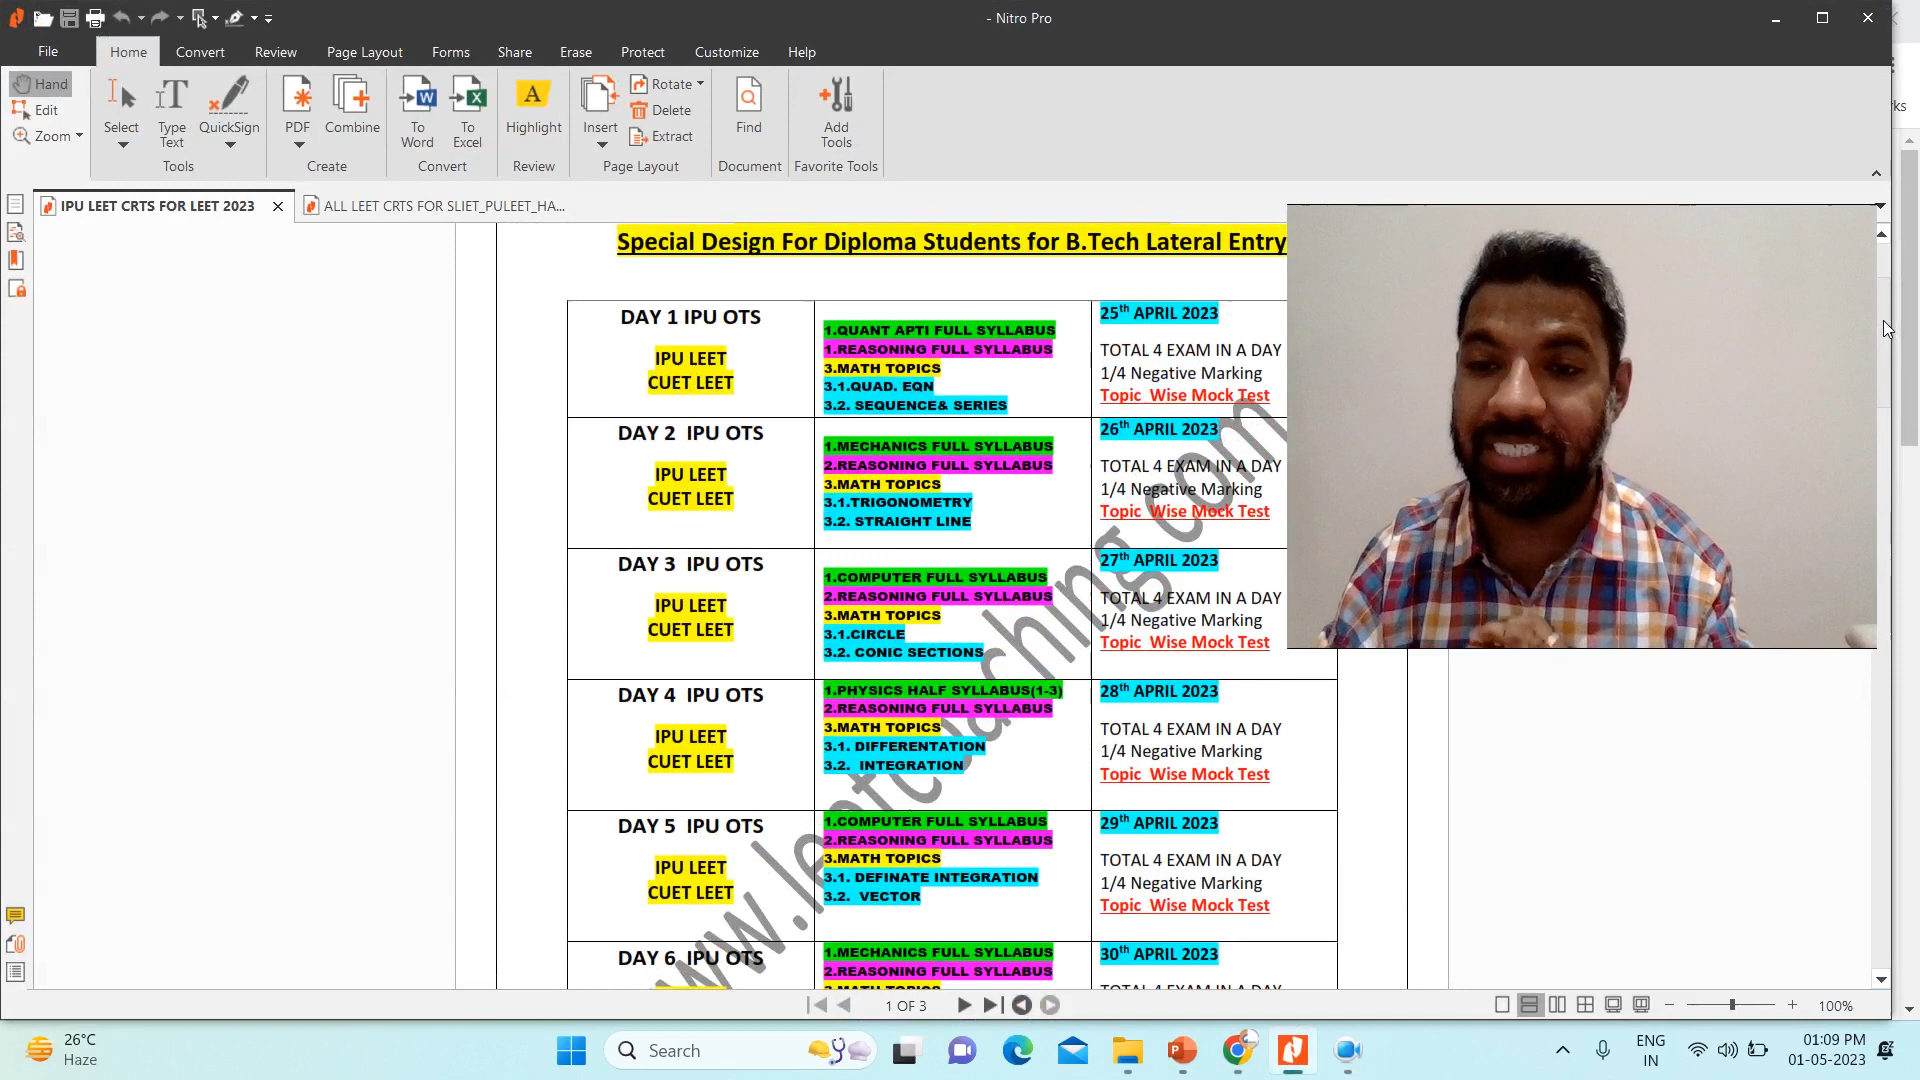 - Nitro Pro
File Home Convert Review Page Layout Forms Share Erase Protect Customize Help
Hand
Edit
Zoom
Select
Type Text
QuickSign
PDF
Combine
To Word
To Excel
Highlight
Insert
Rotate
Delete
Extract
Find
Add Tools
Tools Create Convert Review Page Layout Document Favorite Tools
IPU LEET CRTS FOR LEET 2023
ALL LEET CRTS FOR SLIET_PULEET_HA...
Special Design For Diploma Students for B.Tech Lateral Entry
DAY 1 IPU OTS
IPU LEET
CUET LEET
1.QUANT APTI FULL SYLLABUS
1.REASONING FULL SYLLABUS
3.MATH TOPICS
3.1.QUAD. EQN
3.2. SEQUENCE& SERIES
25th APRIL 2023
TOTAL 4 EXAM IN A DAY
1/4 Negative Marking
Topic Wise Mock Test
DAY 2 IPU OTS
IPU LEET
CUET LEET
1.MECHANICS FULL SYLLABUS
2.REASONING FULL SYLLABUS
3.MATH TOPICS
3.1.TRIGONOMETRY
3.2. STRAIGHT LINE
26th APRIL 2023
TOTAL 4 EXAM IN A DAY
1/4 Negative Marking
Topic Wise Mock Test
DAY 3 IPU OTS
IPU LEET
CUET LEET
1.COMPUTER FULL SYLLABUS
2.REASONING FULL SYLLABUS
3.MATH TOPICS
3.1.CIRCLE
3.2. CONIC SECTIONS
27th APRIL 2023
TOTAL 4 EXAM IN A DAY
1/4 Negative Marking
Topic Wise Mock Test
DAY 4 IPU OTS
IPU LEET
CUET LEET
1.PHYSICS HALF SYLLABUS(1-3)
2.REASONING FULL SYLLABUS
3.MATH TOPICS
3.1. DIFFERENTATION
3.2. INTEGRATION
28th APRIL 2023
TOTAL 4 EXAM IN A DAY
1/4 Negative Marking
Topic Wise Mock Test
DAY 5 IPU OTS
IPU LEET
CUET LEET
1.COMPUTER FULL SYLLABUS
2.REASONING FULL SYLLABUS
3.MATH TOPICS
3.1. DEFINATE INTEGRATION
3.2. VECTOR
29th APRIL 2023
TOTAL 4 EXAM IN A DAY
1/4 Negative Marking
Topic Wise Mock Test
DAY 6 IPU OTS
1.MECHANICS FULL SYLLABUS
2.REASONING FULL SYLLABUS
30th APRIL 2023
1 OF 3
100%
26°C
Haze
Search
ENG
IN
01:09 PM
01-05-2023